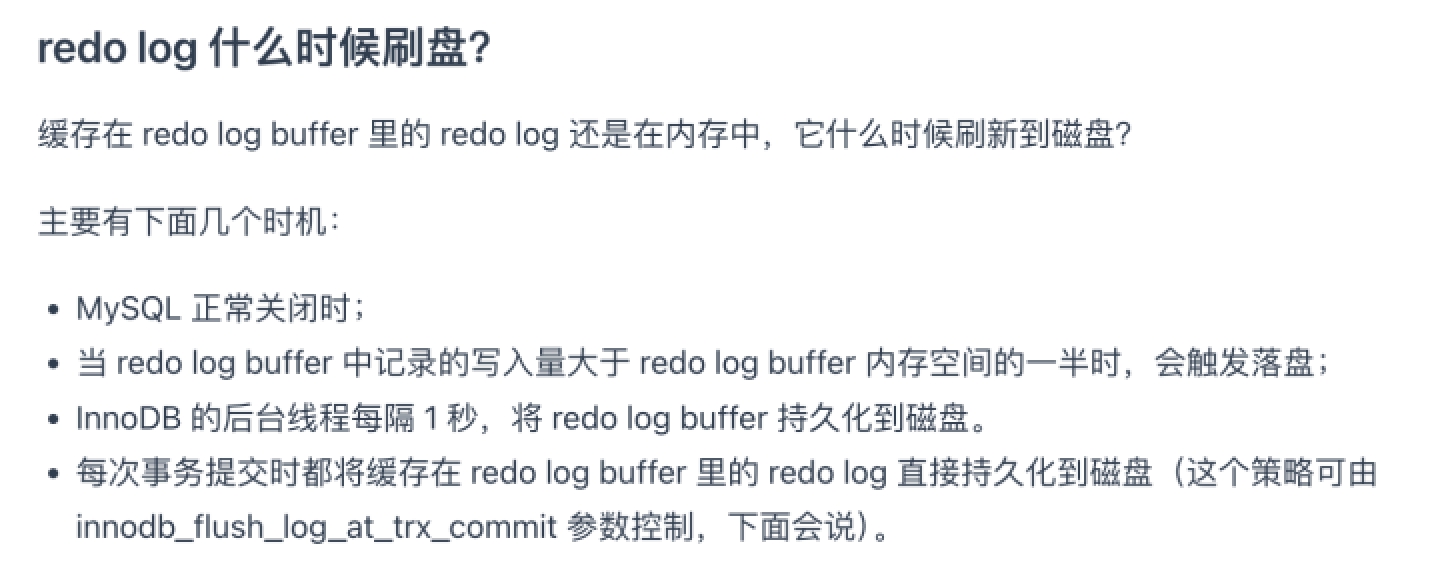 redo log 什么时候刷盘？
缓存在 redo log buffer 里的 redo log 还是在内存中，它什么时候刷新到磁盘？
主要有下面几个时机：
• MySQL 正常关闭时；
• 当 redo log buffer 中记录的写入量大于 redo log buffer 内存空间的一半时，会触发落盘；
• InnoDB 的后台线程每隔 1 秒，将 redo log buffer 持久化到磁盘。
• 每次事务提交时都将缓存在 redo log buffer 里的 redo log 直接持久化到磁盘（这个策略可由
innodb_flush_log_at_trx_commit 参数控制，下面会说）。